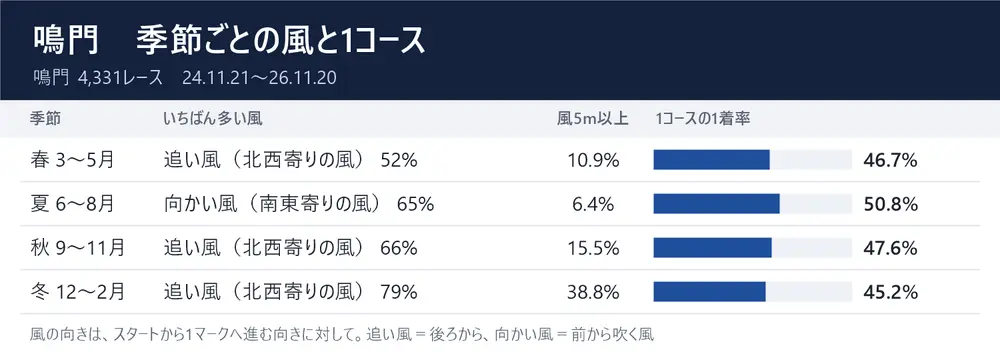 鳴門　季節ごとの風と1コース
鳴門 4,331レース　24.11.21～26.11.20
季節　いちばん多い風　風5m以上　1コースの1着率
春 3～5月　追い風（北西寄りの風） 52%　10.9%　46.7%
夏 6～8月　向かい風（南東寄りの風） 65%　6.4%　50.8%
秋 9～11月　追い風（北西寄りの風） 66%　15.5%　47.6%
冬 12～2月　追い風（北西寄りの風） 79%　38.8%　45.2%
風の向きは、スタートから1マークへ進む向きに対して。追い風＝後ろから、向かい風＝前から吹く風